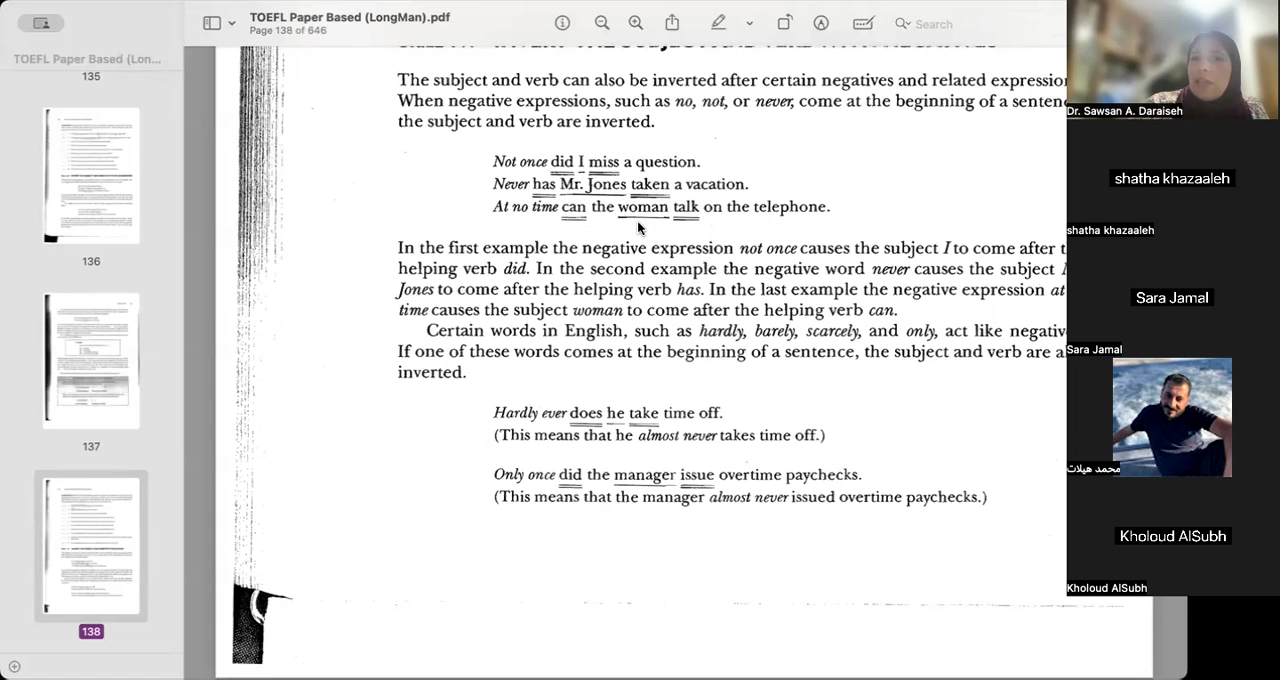 TOEFL Paper Based (LongMan).pdf
Page 138 of 646
Search
TOEFL Paper Based (Lon...
135
136
137
138
The subject and verb can also be inverted after certain negatives and related expressio
When negative expressions, such as no, not, or never, come at the beginning of a senten
the subject and verb are inverted.
Not once did I miss a question.
Never has Mr. Jones taken a vacation.
At no time can the woman talk on the telephone.
In the first example the negative expression not once causes the subject I to come after t
helping verb did. In the second example the negative word never causes the subject
Jones to come after the helping verb has. In the last example the negative expression at
time causes the subject woman to come after the helping verb can.
Certain words in English, such as hardly, barely, scarcely, and only, act like negativ
If one of these words comes at the beginning of a sentence, the subject and verb are a
inverted.
Hardly ever does he take time off.
(This means that he almost never takes time off.)
Only once did the manager issue overtime paychecks.
(This means that the manager almost never issued overtime paychecks.)
Dr. Sawsan A. Daraiseh
shatha khazaaleh
shatha khazaaleh
Sara Jamal
Sara Jamal
محمد هيلات
Kholoud AlSubh
Kholoud AlSubh